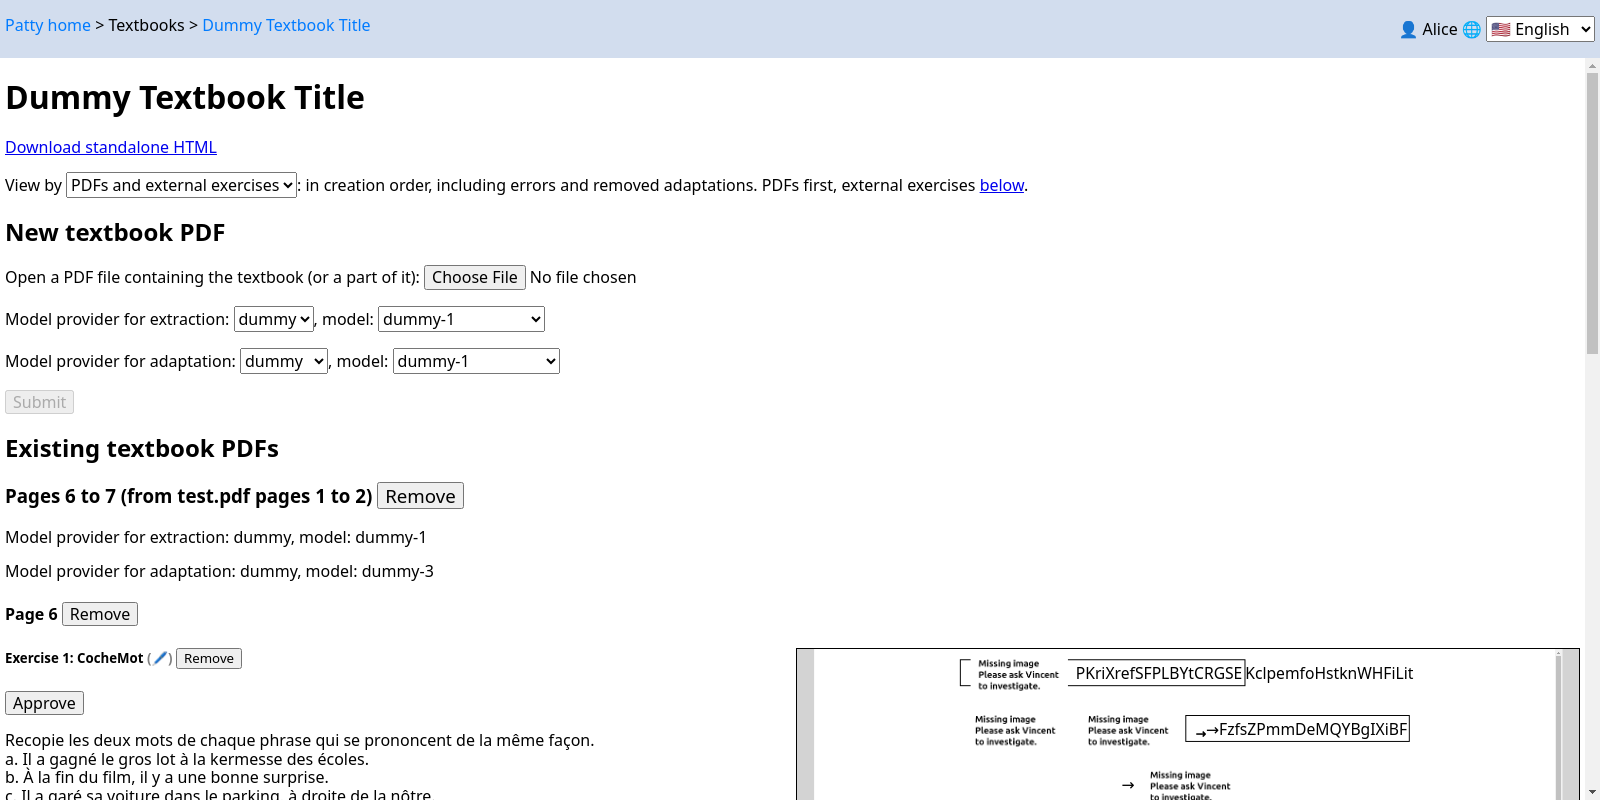 Patty home > Textbooks > Dummy Textbook Title
Alice English
Dummy Textbook Title
Download standalone HTML
View by PDFs and external exercises: in creation order, including errors and removed adaptations. PDFs first, external exercises below.
New textbook PDF
Open a PDF file containing the textbook (or a part of it): Choose File No file chosen
Model provider for extraction: dummy, model: dummy-1
Model provider for adaptation: dummy, model: dummy-1
Submit
Existing textbook PDFs
Pages 6 to 7 (from test.pdf pages 1 to 2) Remove
Model provider for extraction: dummy, model: dummy-1
Model provider for adaptation: dummy, model: dummy-3
Page 6 Remove
Exercise 1: CocheMot () Remove
Approve
Recopie les deux mots de chaque phrase qui se prononcent de la même façon.
a. Il a gagné le gros lot à la kermesse des écoles.
b. À la fin du film, il y a une bonne surprise.
c. Il a garé sa voiture dans le parking, à droite de la nôtre.
Missing image
Please ask Vincent
to investigate.
PKriXrefSFPLBYtCRGSEKclpemfoHstknWHFiLit
Missing image
Please ask Vincent
to investigate.
Missing image
Please ask Vincent
to investigate.
→→FzfsZPmmDeMQYBgIXiBF
→
Missing image
Please ask Vincent
to investigate.